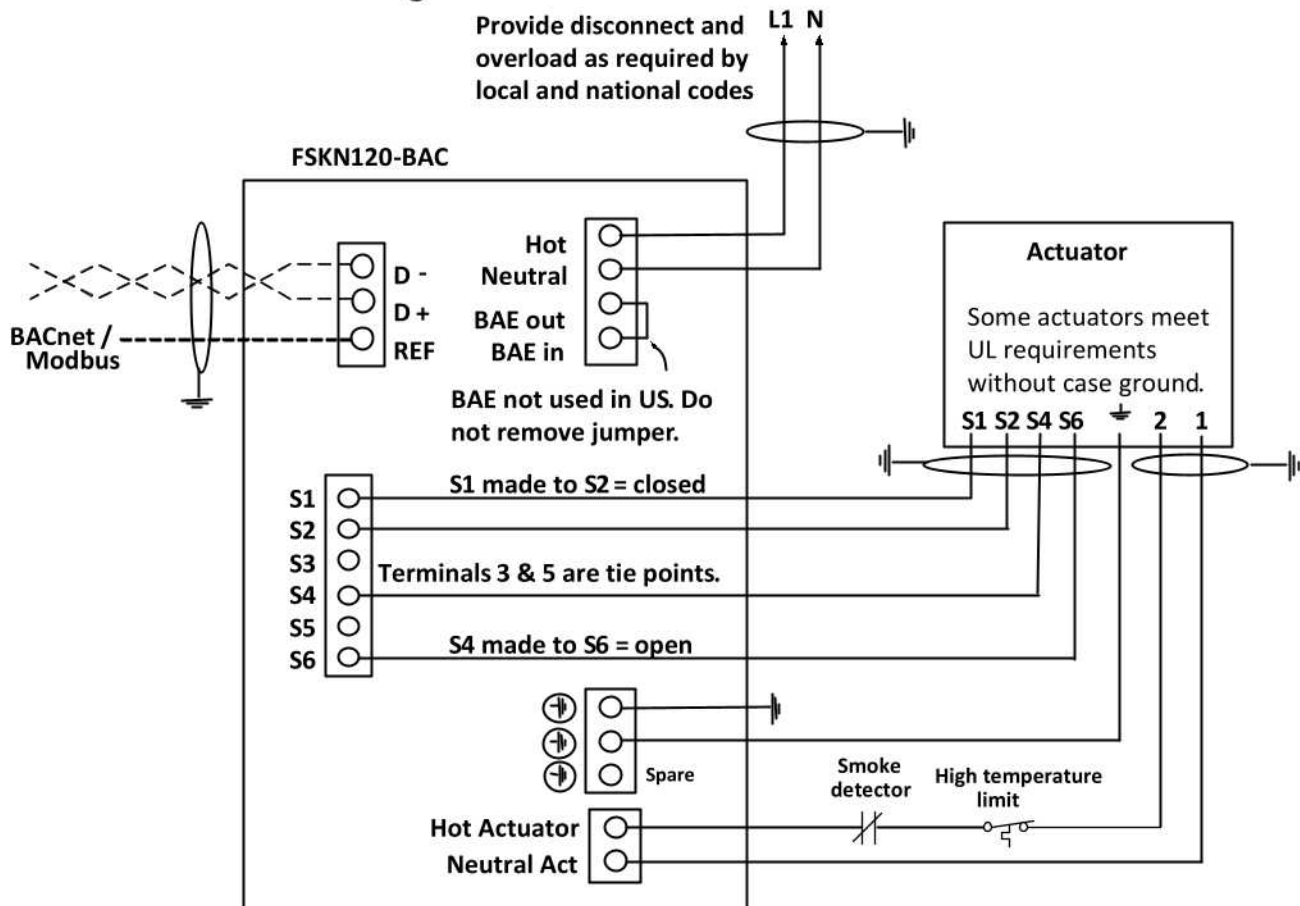 Provide disconnect and
overload as required by
local and national codes
L1 N
FSKN120-BAC
Hot
Neutral
BAE out
BAE in
D -
D +
REF
BACnet /
Modbus
BAE not used in US. Do
not remove jumper.
Actuator
Some actuators meet
UL requirements
without case ground.
S1 S2 S4 S6 2 1
S1
S2
S3
S4
S5
S6
S1 made to S2 = closed
Terminals 3 & 5 are tie points.
S4 made to S6 = open
Spare
Smoke
detector
High temperature
limit
Hot Actuator
Neutral Act